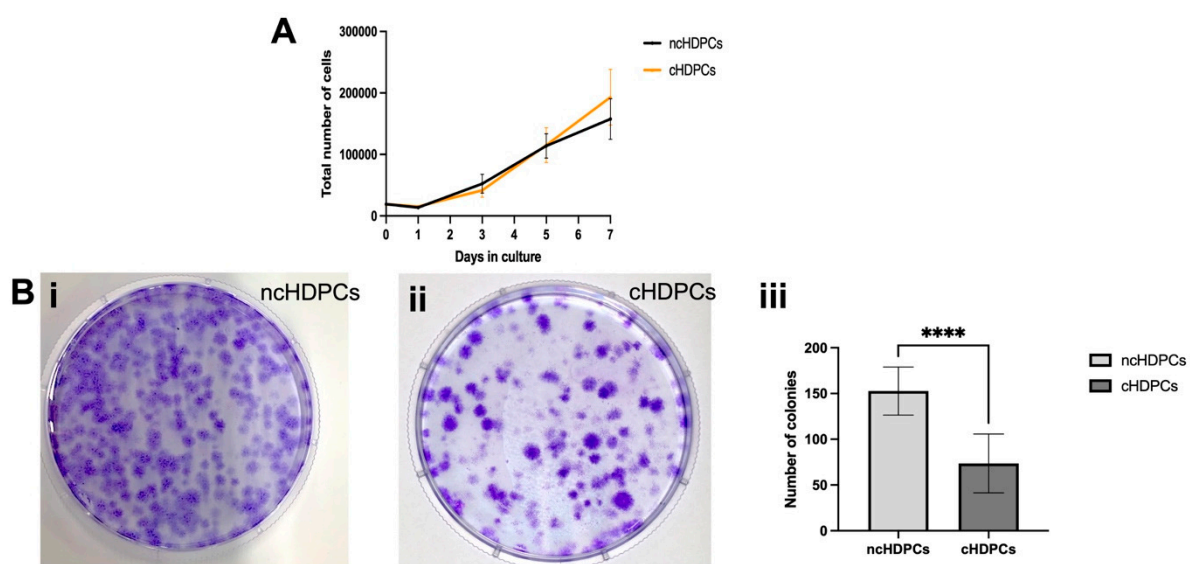 A
300000
200000
100000
0
Total number of cells
0 1 2 3 4 5 6 7
Days in culture
ncHDPCs
cHDPCs
B
i
ncHDPCs
ii
cHDPCs
iii
****
200
150
100
50
0
Number of colonies
ncHDPCs cHDPCs
ncHDPCs
cHDPCs